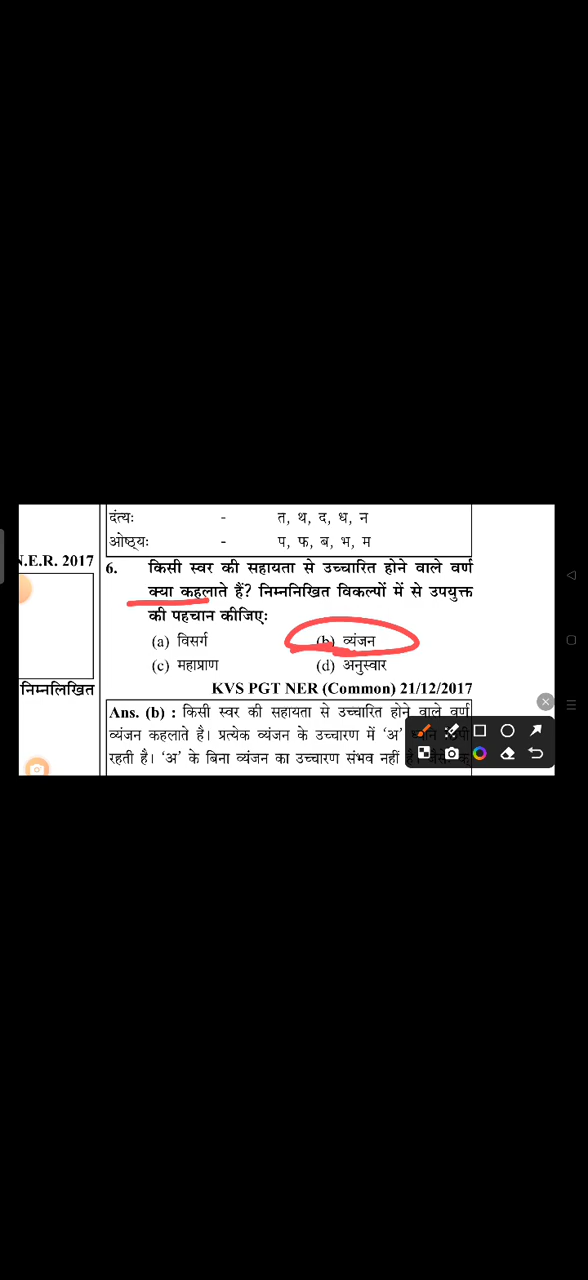 दंत्यः - त, थ, द, ध, न
ओष्ठ्यः - प, फ, ब, भ, म
N.E.R. 2017
6. किसी स्वर की सहायता से उच्चारित होने वाले वर्ण
क्या कहलाते हैं? निम्ननिखित विकल्पों में से उपयुक्त
की पहचान कीजिए:
(a) विसर्ग (b) व्यंजन
(c) महाप्राण (d) अनुस्वार
निम्नलिखित
KVS PGT NER (Common) 21/12/2017
Ans. (b) : किसी स्वर की सहायता से उच्चारित होने वाले वर्ण
व्यंजन कहलाते है। प्रत्येक व्यंजन के उच्चारण में ‘अ’
रहती है। ‘अ’ के बिना व्यंजन का उच्चारण संभव नहीं